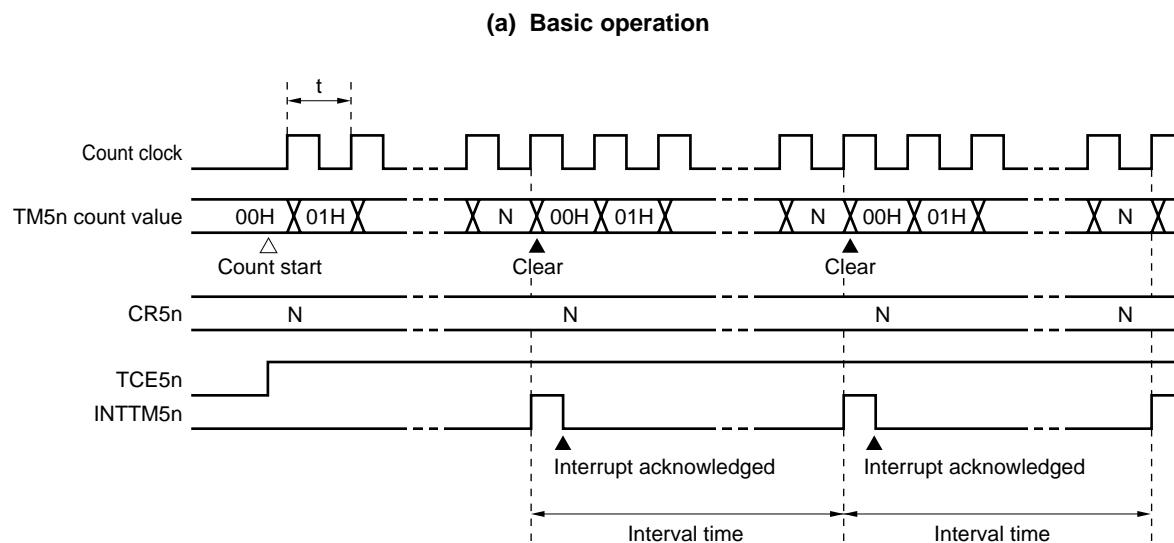 (a) Basic operation
t
Count clock
TM5n count value 00H 01H N 00H 01H N 00H 01H N
Count start Clear Clear
CR5n N N N N
TCE5n
INTTM5n
Interrupt acknowledged Interrupt acknowledged
Interval time Interval time